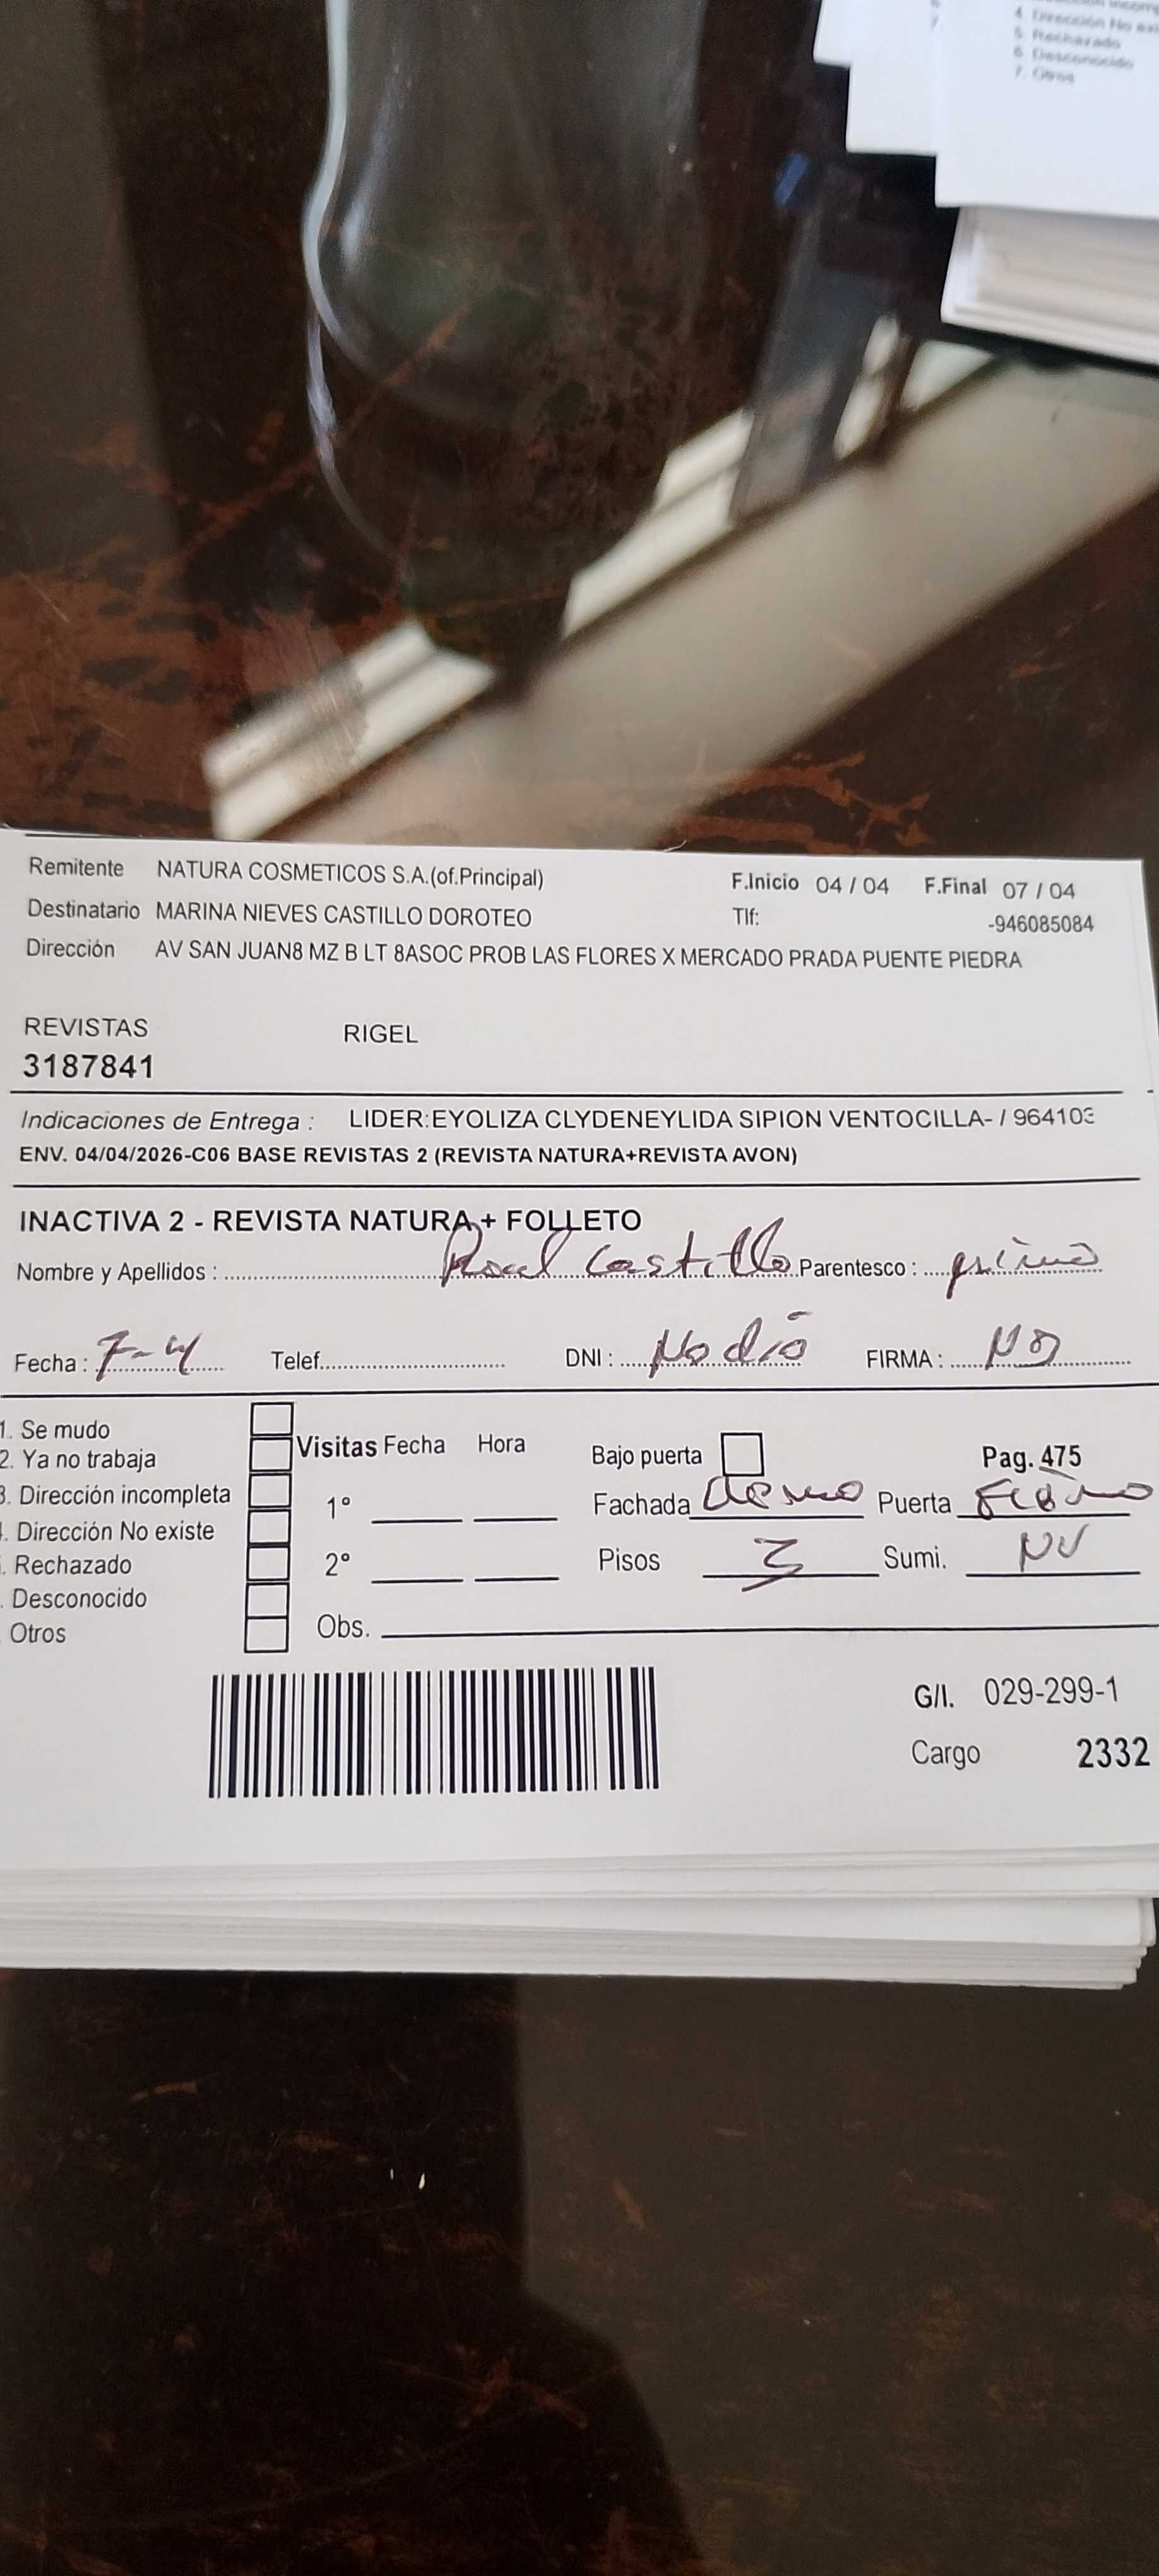 4. Dirección No exi
5. Rechazado
6. Desconocido
7. Otros
Remitente NATURA COSMETICOS S.A.(of.Principal) F.Inicio 04 / 04 F.Final 07 / 04
Destinatario MARINA NIEVES CASTILLO DOROTEO Tlf: -946085084
Dirección AV SAN JUAN8 MZ B LT 8ASOC PROB LAS FLORES X MERCADO PRADA PUENTE PIEDRA
REVISTAS RIGEL
3187841
Indicaciones de Entrega : LIDER:EYOLIZA CLYDENEYLIDA SIPION VENTOCILLA- / 964103
ENV. 04/04/2026-C06 BASE REVISTAS 2 (REVISTA NATURA+REVISTA AVON)
INACTIVA 2 - REVISTA NATURA + FOLLETO
Nombre y Apellidos : Raul Castillo Parentesco : primo
Fecha : 7-4 Telef. DNI : No dio FIRMA : NO
1. Se mudo
2. Ya no trabaja Visitas Fecha Hora Bajo puerta Pag. 475
3. Dirección incompleta 1° Fachada Puerta
. Dirección No existe
. Rechazado 2° Pisos 3 Sumi. NV
. Desconocido
Otros Obs.
G/I. 029-299-1
Cargo 2332